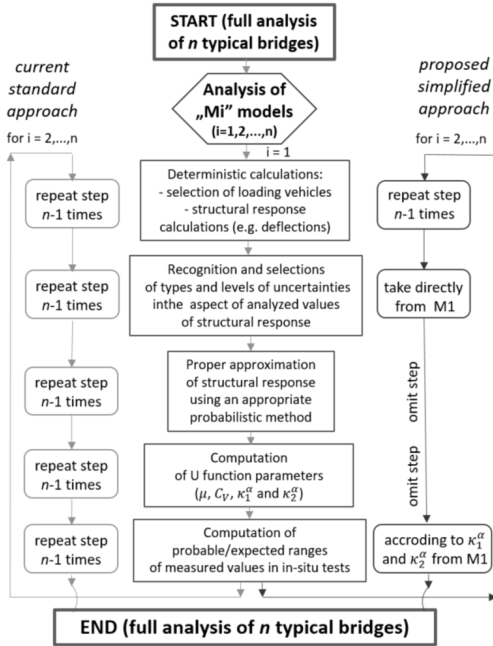 START (full analysis
of n typical bridges)
current
standard
approach
for i = 2,...,n
repeat step
n-1 times
repeat step
n-1 times
repeat step
n-1 times
repeat step
n-1 times
repeat step
n-1 times
Analysis of
„Mi” models
(i=1,2,...,n)
i = 1
Deterministic calculations:
- selection of loading vehicles
- structural response
calculations (e.g. deflections)
Recognition and selections
of types and levels of uncertainties
inthe aspect of analyzed values
of structural response
Proper approximation
of structural response
using an appropriate
probabilistic method
Computation
of U function parameters
(μ, C_V, κ₁^α and κ₂^α)
Computation of
probable/expected ranges
of measured values in in-situ tests
proposed
simplified
approach
for i = 2,...,n
repeat step
n-1 times
take directly
from M1
omit step
omit step
accroding to κ₁^α
and κ₂^α from M1
END (full analysis of n typical bridges)